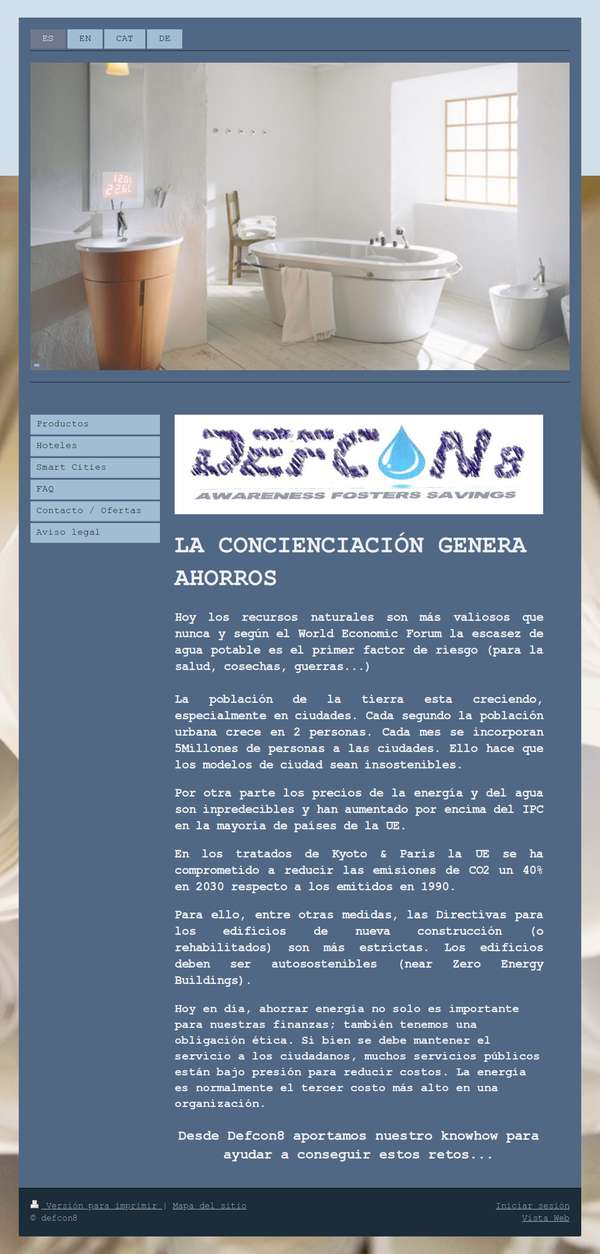 ES EN CAT DE
126L
226L
Productos
Hoteles
Smart Cities
FAQ
Contacto / Ofertas
Aviso legal
DEFCON8
AWARENESS FOSTERS SAVINGS
LA CONCIENCIACIÓN GENERA
AHORROS
Hoy los recursos naturales son más valiosos que
nunca y según el World Economic Forum la escasez de
agua potable es el primer factor de riesgo (para la
salud, cosechas, guerras...)
La población de la tierra esta creciendo,
especialmente en ciudades. Cada segundo la población
urbana crece en 2 personas. Cada mes se incorporan
5Millones de personas a las ciudades. Ello hace que
los modelos de ciudad sean insostenibles.
Por otra parte los precios de la energía y del agua
son inpredecibles y han aumentado por encima del IPC
en la mayoría de países de la UE.
En los tratados de Kyoto & Paris la UE se ha
comprometido a reducir las emisiones de CO2 un 40%
en 2030 respecto a los emitidos en 1990.
Para ello, entre otras medidas, las Directivas para
los edificios de nueva construcción (o
rehabilitados) son más estrictas. Los edificios
deben ser autosostenibles (near Zero Energy
Buildings).
Hoy en día, ahorrar energía no solo es importante
para nuestras finanzas; también tenemos una
obligación ética. Si bien se debe mantener el
servicio a los ciudadanos, muchos servicios públicos
están bajo presión para reducir costos. La energía
es normalmente el tercer costo más alto en una
organización.
Desde Defcon8 aportamos nuestro knowhow para
ayudar a conseguir estos retos...
Versión para imprimir | Mapa del sitio
© defcon8
Iniciar sesión
Vista Web